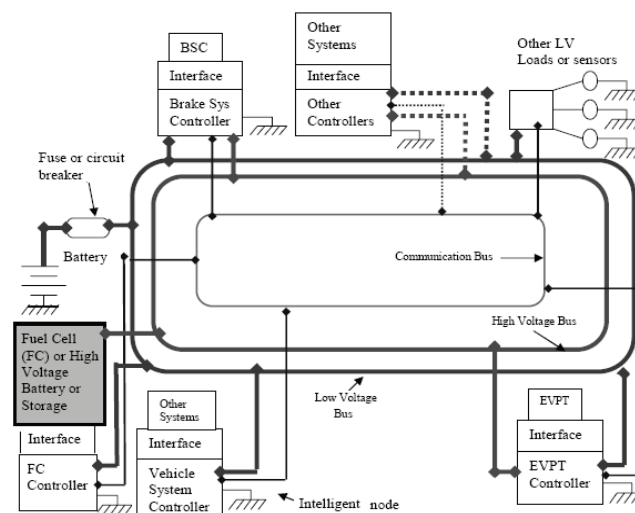 BSC
Interface
Brake Sys
Controller
Other
Systems
Interface
Other
Controllers
Other LV
Loads or sensors
Fuse or circuit
breaker
Battery
Communication Bus
High Voltage Bus
Low Voltage
Bus
Fuel Cell
(FC) or High
Voltage
Battery or
Storage
Interface
FC
Controller
Other
Systems
Interface
Vehicle
System
Controller
Intelligent node
EVPT
Interface
EVPT
Controller